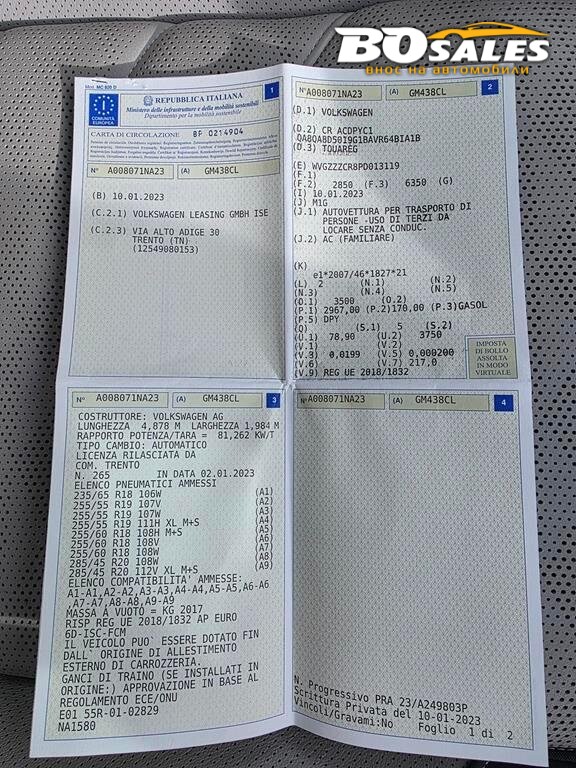 BOSALES
внос на автомобили
Mod. MC 820 D
COMUNITÀ EUROPEA
REPUBBLICA ITALIANA
Ministero delle infrastrutture e della mobilità sostenibili
Dipartimento per la mobilità sostenibile
1
CARTA DI CIRCOLAZIONE BF 0214904
N° A008071NA23 (A) GM438CL
(B) 10.01.2023
(C.2.1) VOLKSWAGEN LEASING GMBH ISE
(C.2.3) VIA ALTO ADIGE 30
TRENTO (TN)
(12549080153)
2
N° A008071NA23 (A) GM438CL
(D.1) VOLKSWAGEN
(D.2) CR ACDPYC1
QA8QA8D5019G1BAVR64BIA1B
(D.3) TOUAREG
(E) WVGZZZCR8PD013119
(F.1)
(F.2) 2850 (F.3) 6350 (G)
(I) 10.01.2023
(J) M1G
(J.1) AUTOVETTURA PER TRASPORTO DI
PERSONE -USO DI TERZI DA
LOCARE SENZA CONDUC.
(J.2) AC (FAMILIARE)
(K)
e1*2007/46*1827*21
(L) 2 (N.1) (N.2)
(N.3) (N.4) (N.5)
(O.1) 3500 (O.2)
(P.1) 2967,00 (P.2)170,00 (P.3)GASOL
(P.5) DPY
(Q) (S.1) 5 (S.2)
(U.1) 78,90 (U.2) 3750
(V.1) (V.2)
(V.3) 0,0199 (V.5) 0,000200
(V.6) (V.7) 217,0
(V.9) REG UE 2018/1832
IMPOSTA
DI BOLLO
ASSOLTA
IN MODO
VIRTUALE
N° A008071NA23 (A) GM438CL
3
COSTRUTTORE: VOLKSWAGEN AG
LUNGHEZZA 4,878 M LARGHEZZA 1,984 M
RAPPORTO POTENZA/TARA = 81,262 KW/T
TIPO CAMBIO: AUTOMATICO
LICENZA RILASCIATA DA
COM. TRENTO
N. 265 IN DATA 02.01.2023
ELENCO PNEUMATICI AMMESSI
235/65 R18 106W (A1)
255/55 R19 107V (A2)
255/55 R19 107W (A3)
255/55 R19 111H XL M+S (A4)
255/60 R18 108H M+S (A5)
255/60 R18 108V (A6)
255/60 R18 108W (A7)
285/45 R20 108W (A8)
285/45 R20 112V XL M+S (A9)
ELENCO COMPATIBILITA' AMMESSE:
A1-A1,A2-A2,A3-A3,A4-A4,A5-A5,A6-A6
,A7-A7,A8-A8,A9-A9
MASSA A VUOTO = KG 2017
RISP REG UE 2018/1832 AP EURO
6D-ISC-FCM
IL VEICOLO PUO` ESSERE DOTATO FIN
DALL` ORIGINE DI ALLESTIMENTO
ESTERNO DI CARROZZERIA.
GANCI DI TRAINO (SE INSTALLATI IN
ORIGINE:) APPROVAZIONE IN BASE AL
REGOLAMENTO ECE/ONU
E01 55R-01-02829
NA1580
N° A008071NA23 (A) GM438CL
4
N. Progressivo PRA 23/A249803P
Scrittura Privata del 10-01-2023
Vincoli/Gravami:No Foglio 1 di 2